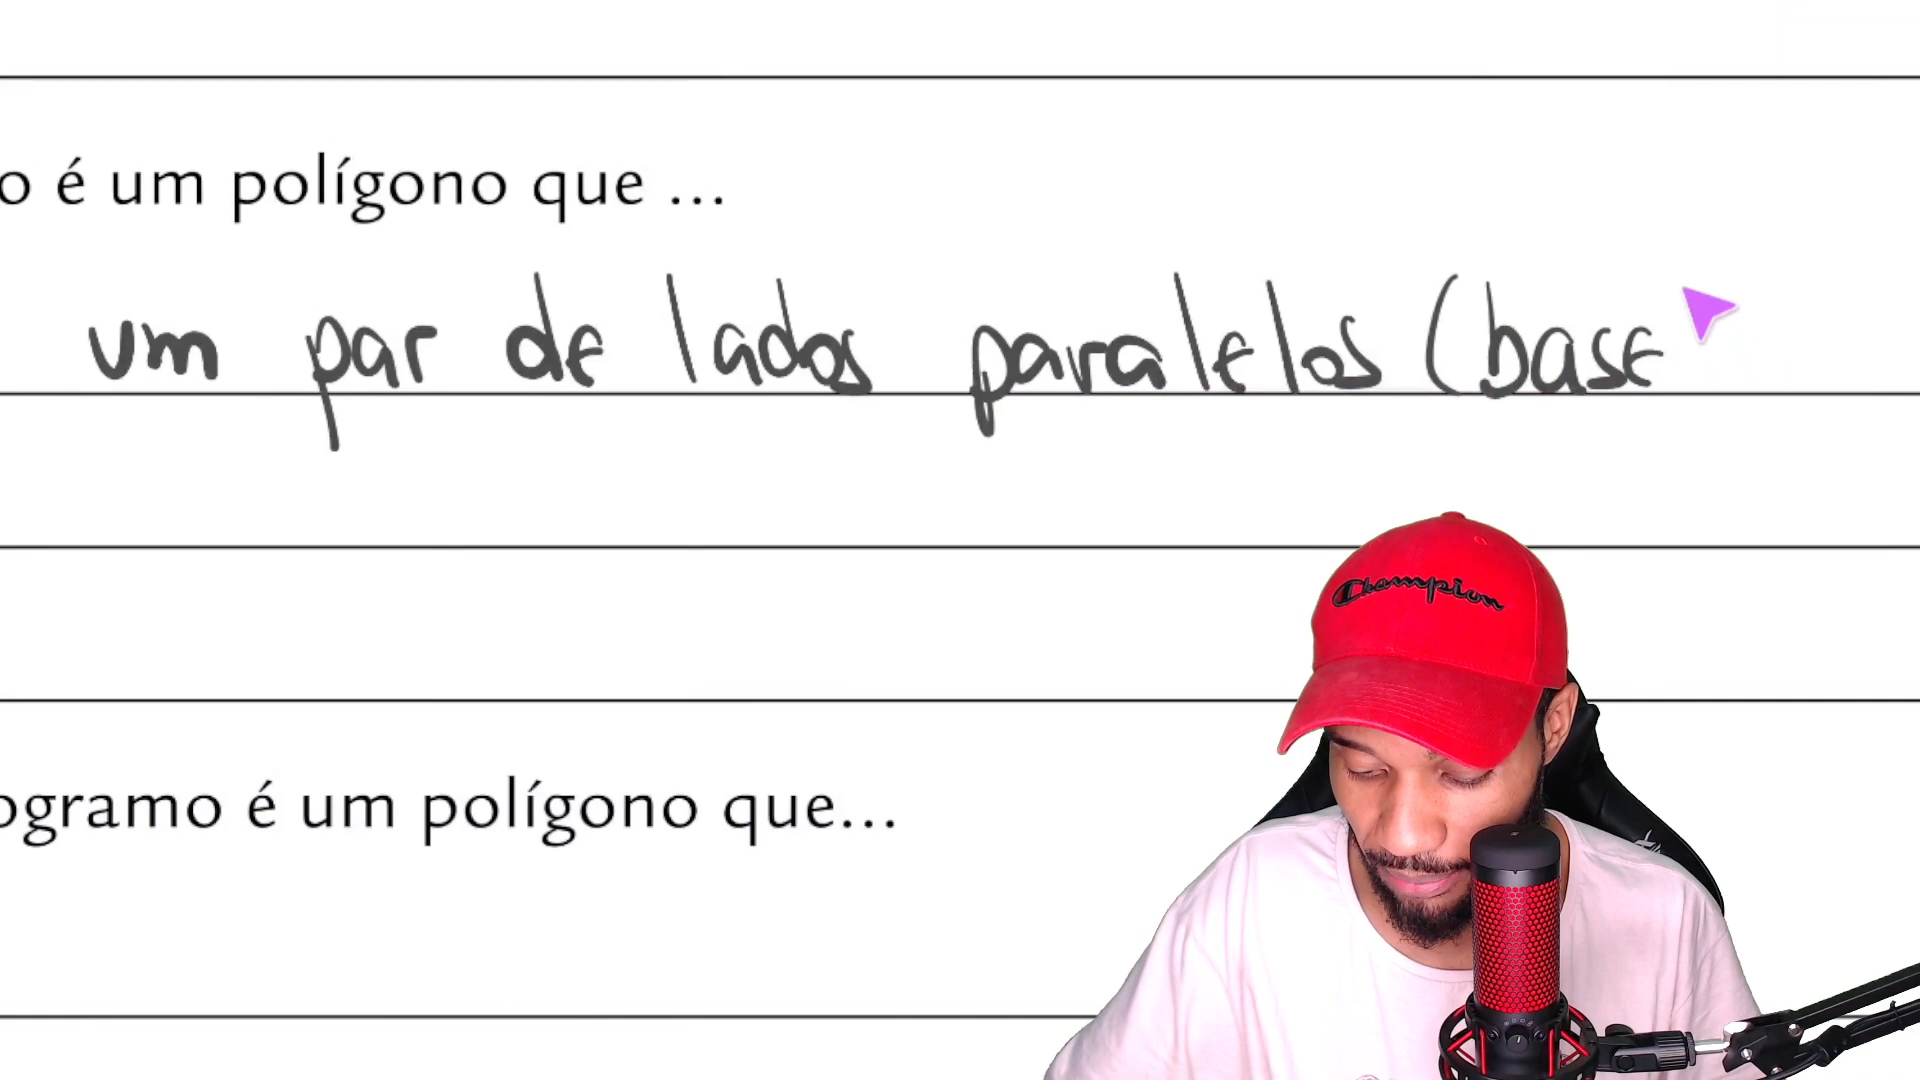 o é um polígono que ...
um par de lados paralelos (base
Champion
ogramo é um polígono que...